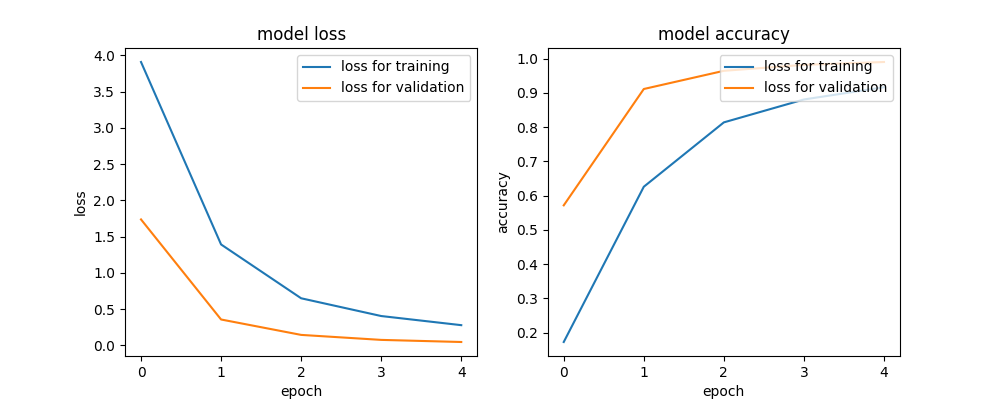 model loss
4.0
3.5
3.0
2.5
2.0
1.5
1.0
0.5
0.0
loss
0 1 2 3 4
epoch
loss for training
loss for validation
model accuracy
1.0
0.9
0.8
0.7
0.6
0.5
0.4
0.3
0.2
accuracy
0 1 2 3 4
epoch
loss for training
loss for validation